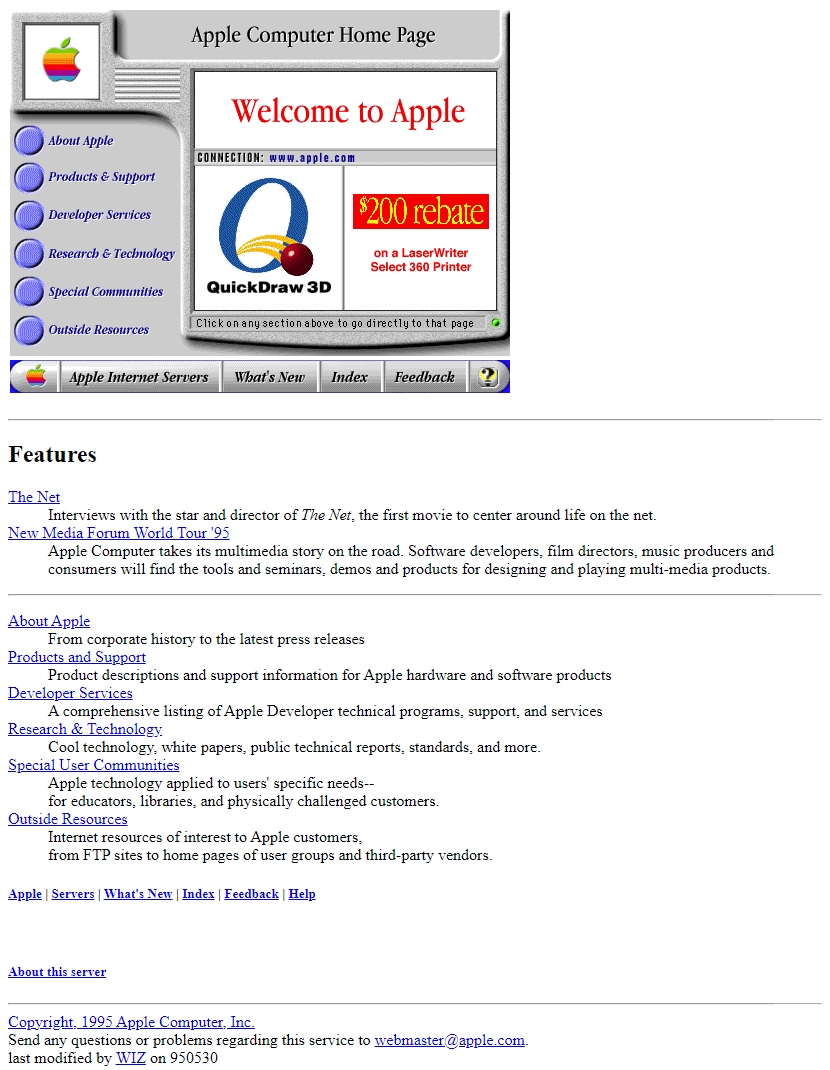 Apple Computer Home Page
Welcome to Apple
CONNECTION: www.apple.com
About Apple
Products & Support
Developer Services
Research & Technology
Special Communities
Outside Resources
QuickDraw 3D
$200 rebate
on a LaserWriter
Select 360 Printer
Click on any section above to go directly to that page
Apple Internet Servers What's New Index Feedback ?
Features
The Net
Interviews with the star and director of The Net, the first movie to center around life on the net.
New Media Forum World Tour '95
Apple Computer takes its multimedia story on the road. Software developers, film directors, music producers and
consumers will find the tools and seminars, demos and products for designing and playing multi-media products.
About Apple
From corporate history to the latest press releases
Products and Support
Product descriptions and support information for Apple hardware and software products
Developer Services
A comprehensive listing of Apple Developer technical programs, support, and services
Research & Technology
Cool technology, white papers, public technical reports, standards, and more.
Special User Communities
Apple technology applied to users' specific needs--
for educators, libraries, and physically challenged customers.
Outside Resources
Internet resources of interest to Apple customers,
from FTP sites to home pages of user groups and third-party vendors.
Apple | Servers | What's New | Index | Feedback | Help
About this server
Copyright, 1995 Apple Computer, Inc.
Send any questions or problems regarding this service to webmaster@apple.com.
last modified by WIZ on 950530